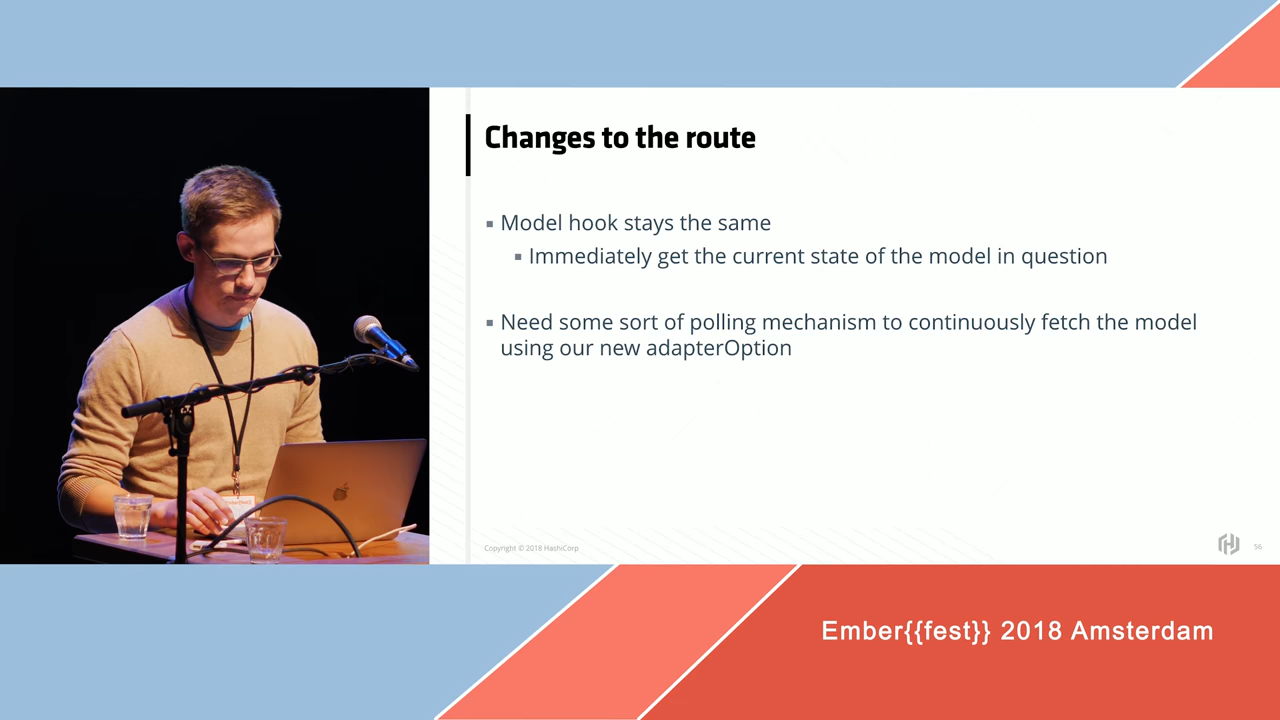 Changes to the route
Model hook stays the same
Immediately get the current state of the model in question
Need some sort of polling mechanism to continuously fetch the model
using our new adapterOption
Copyright © 2018 HashiCorp
56
Ember{{fest}} 2018 Amsterdam